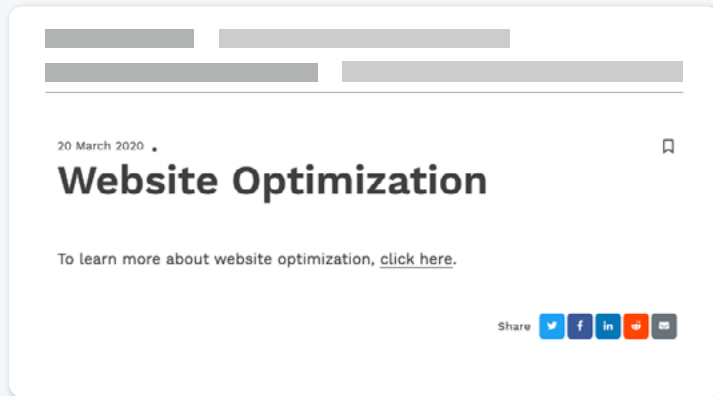 20 March 2020 •
Website Optimization
To learn more about website optimization, click here.
Share